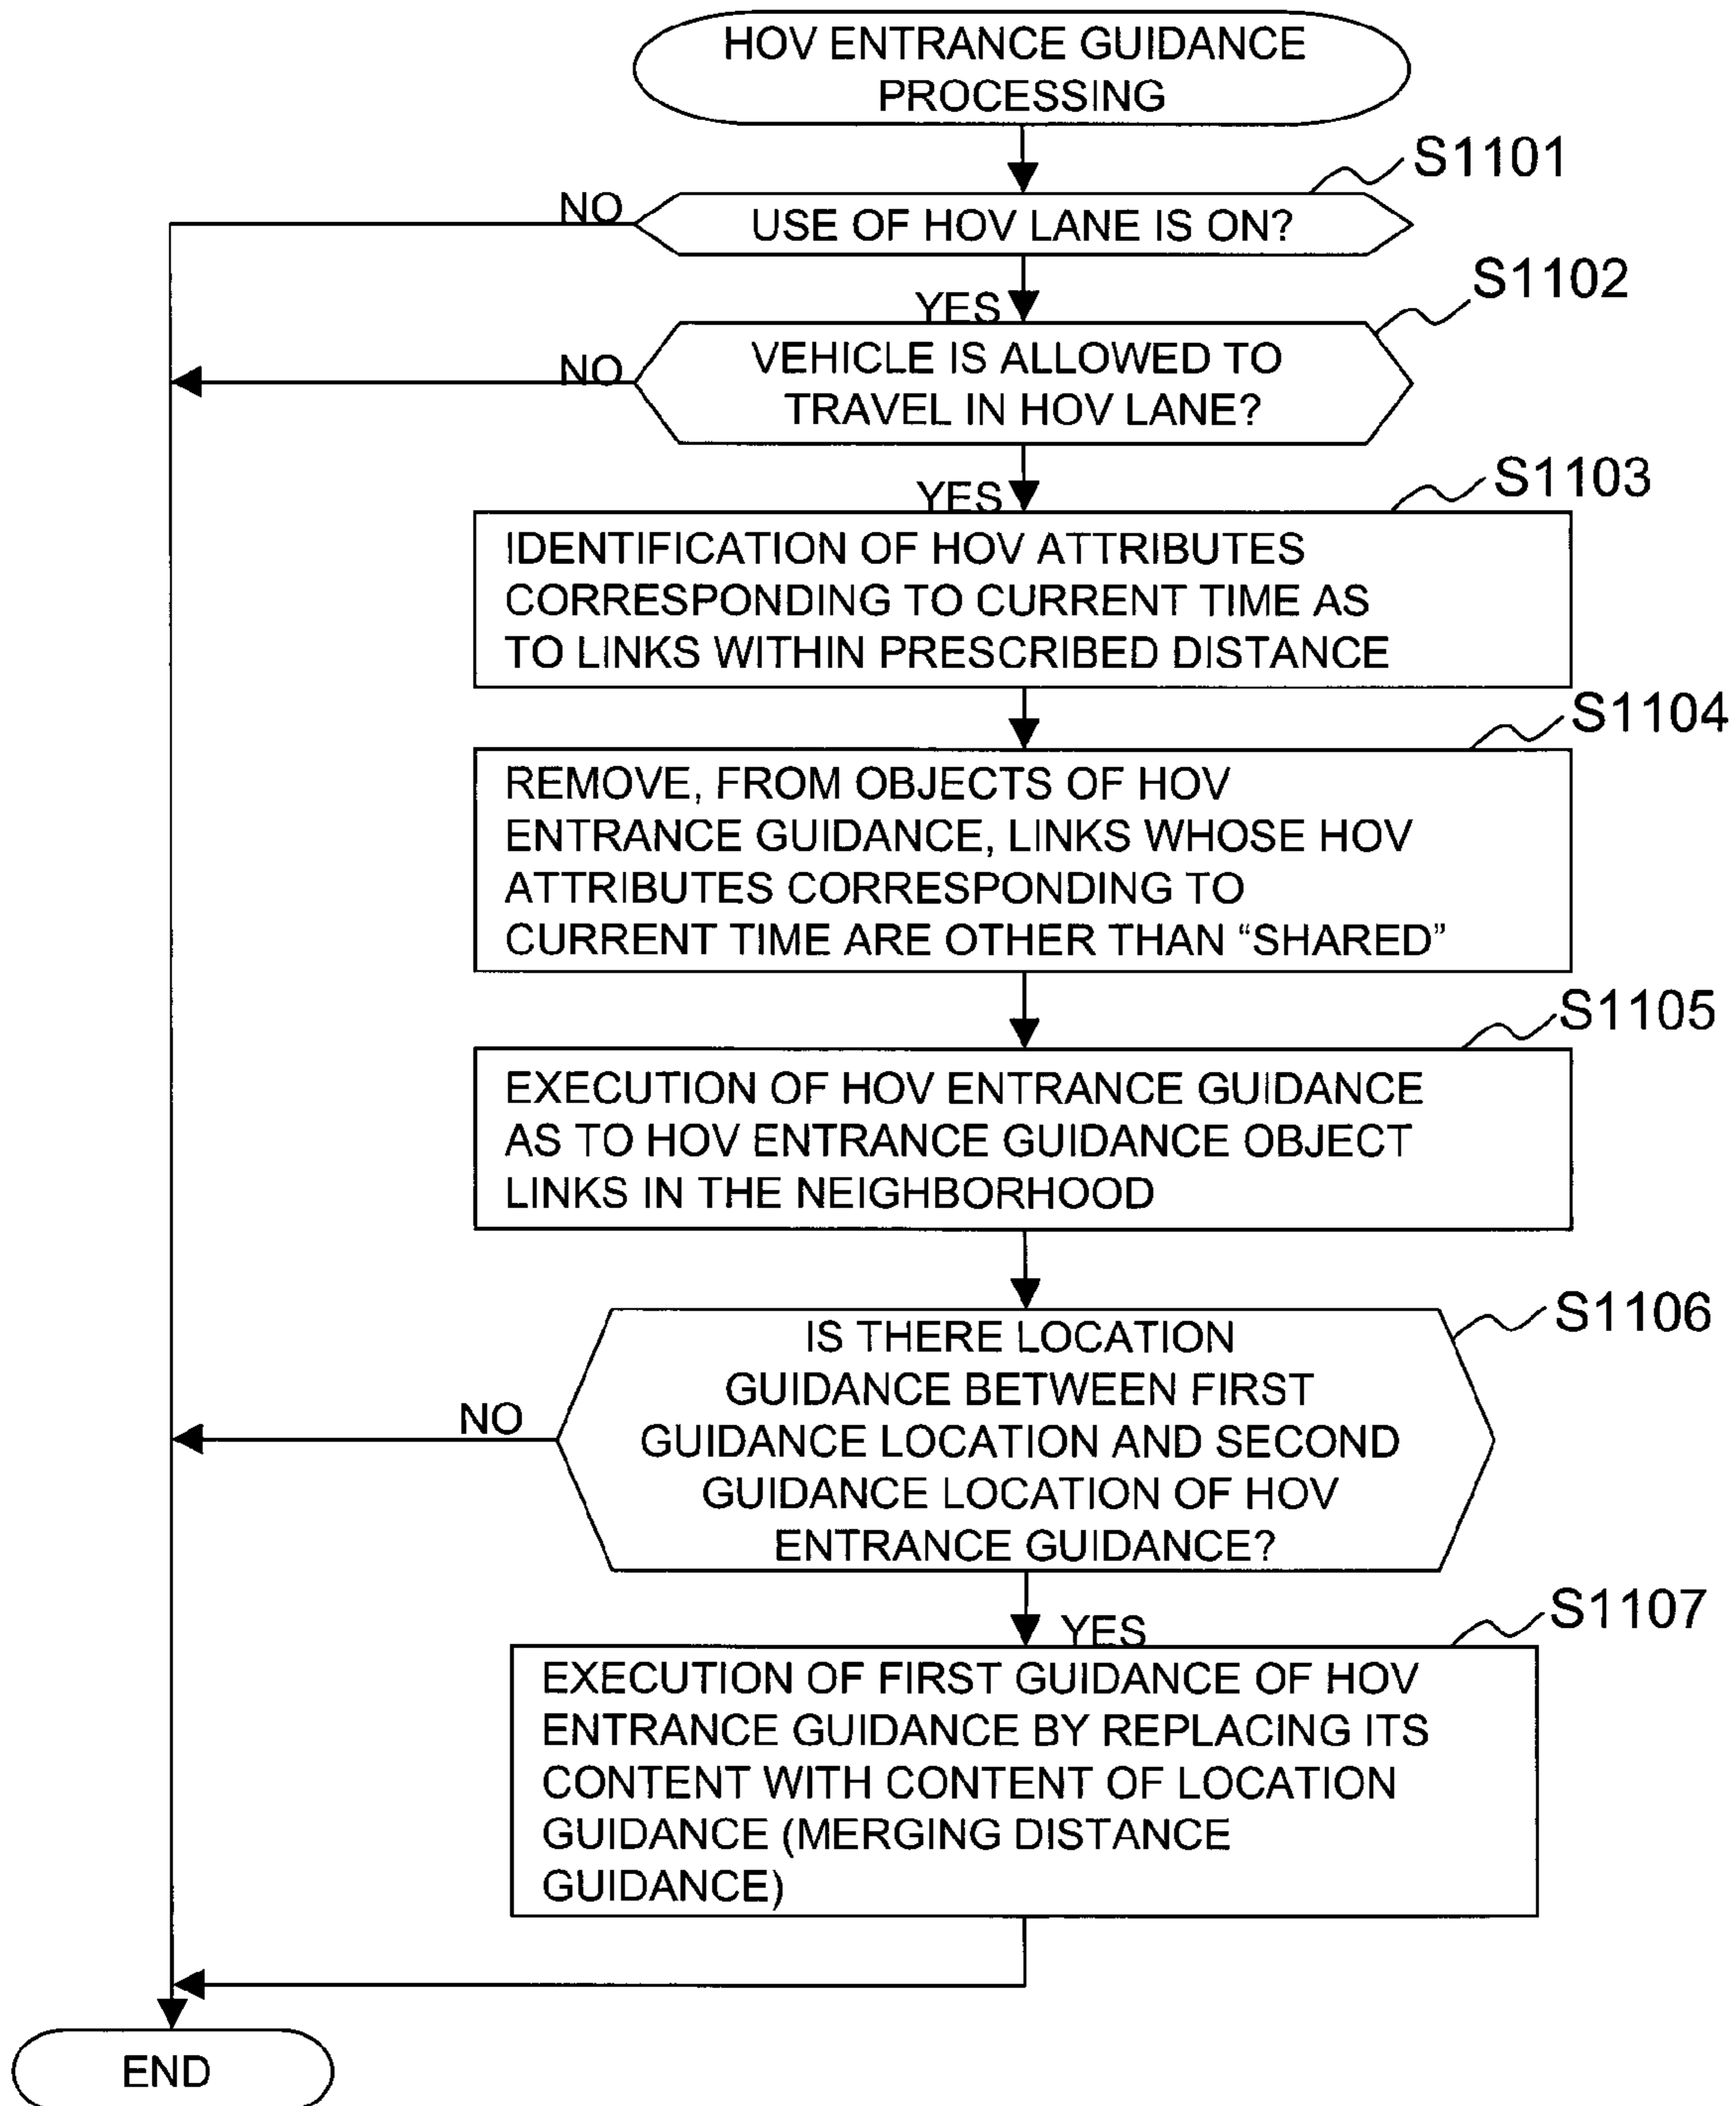 HOV ENTRANCE GUIDANCE
PROCESSING
S1101
NO
USE OF HOV LANE IS ON?
S1102
YES
NO
VEHICLE IS ALLOWED TO
TRAVEL IN HOV LANE?
S1103
YES
IDENTIFICATION OF HOV ATTRIBUTES
CORRESPONDING TO CURRENT TIME AS
TO LINKS WITHIN PRESCRIBED DISTANCE
S1104
REMOVE, FROM OBJECTS OF HOV
ENTRANCE GUIDANCE, LINKS WHOSE HOV
ATTRIBUTES CORRESPONDING TO
CURRENT TIME ARE OTHER THAN “SHARED”
S1105
EXECUTION OF HOV ENTRANCE GUIDANCE
AS TO HOV ENTRANCE GUIDANCE OBJECT
LINKS IN THE NEIGHBORHOOD
S1106
IS THERE LOCATION
GUIDANCE BETWEEN FIRST
GUIDANCE LOCATION AND SECOND
GUIDANCE LOCATION OF HOV
ENTRANCE GUIDANCE?
NO
S1107
YES
EXECUTION OF FIRST GUIDANCE OF HOV
ENTRANCE GUIDANCE BY REPLACING ITS
CONTENT WITH CONTENT OF LOCATION
GUIDANCE (MERGING DISTANCE
GUIDANCE)
END